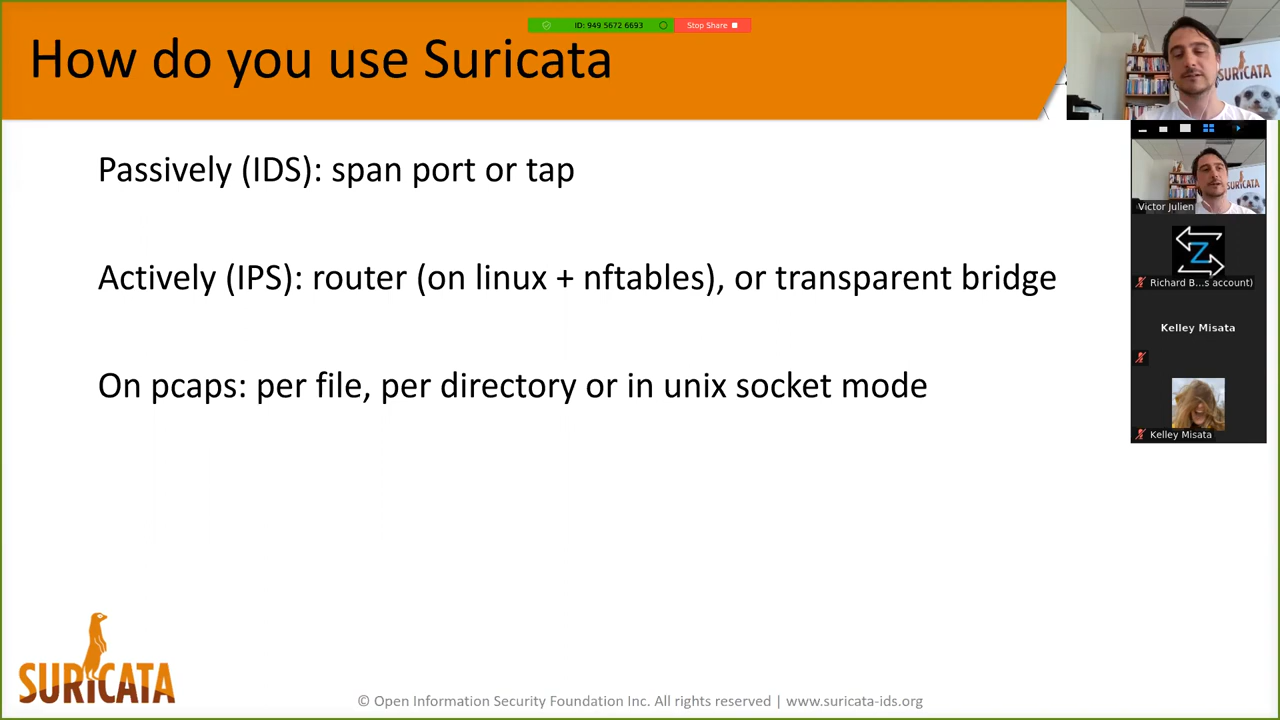 ID: 949 5672 6693
Stop Share
How do you use Suricata
SURICATA
Passively (IDS): span port or tap
Actively (IPS): router (on linux + nftables), or transparent bridge
On pcaps: per file, per directory or in unix socket mode
SURICATA
Victor Julien
Z
Richard B...s account)
Kelley Misata
Kelley Misata
SURICATA
© Open Information Security Foundation Inc. All rights reserved | www.suricata-ids.org